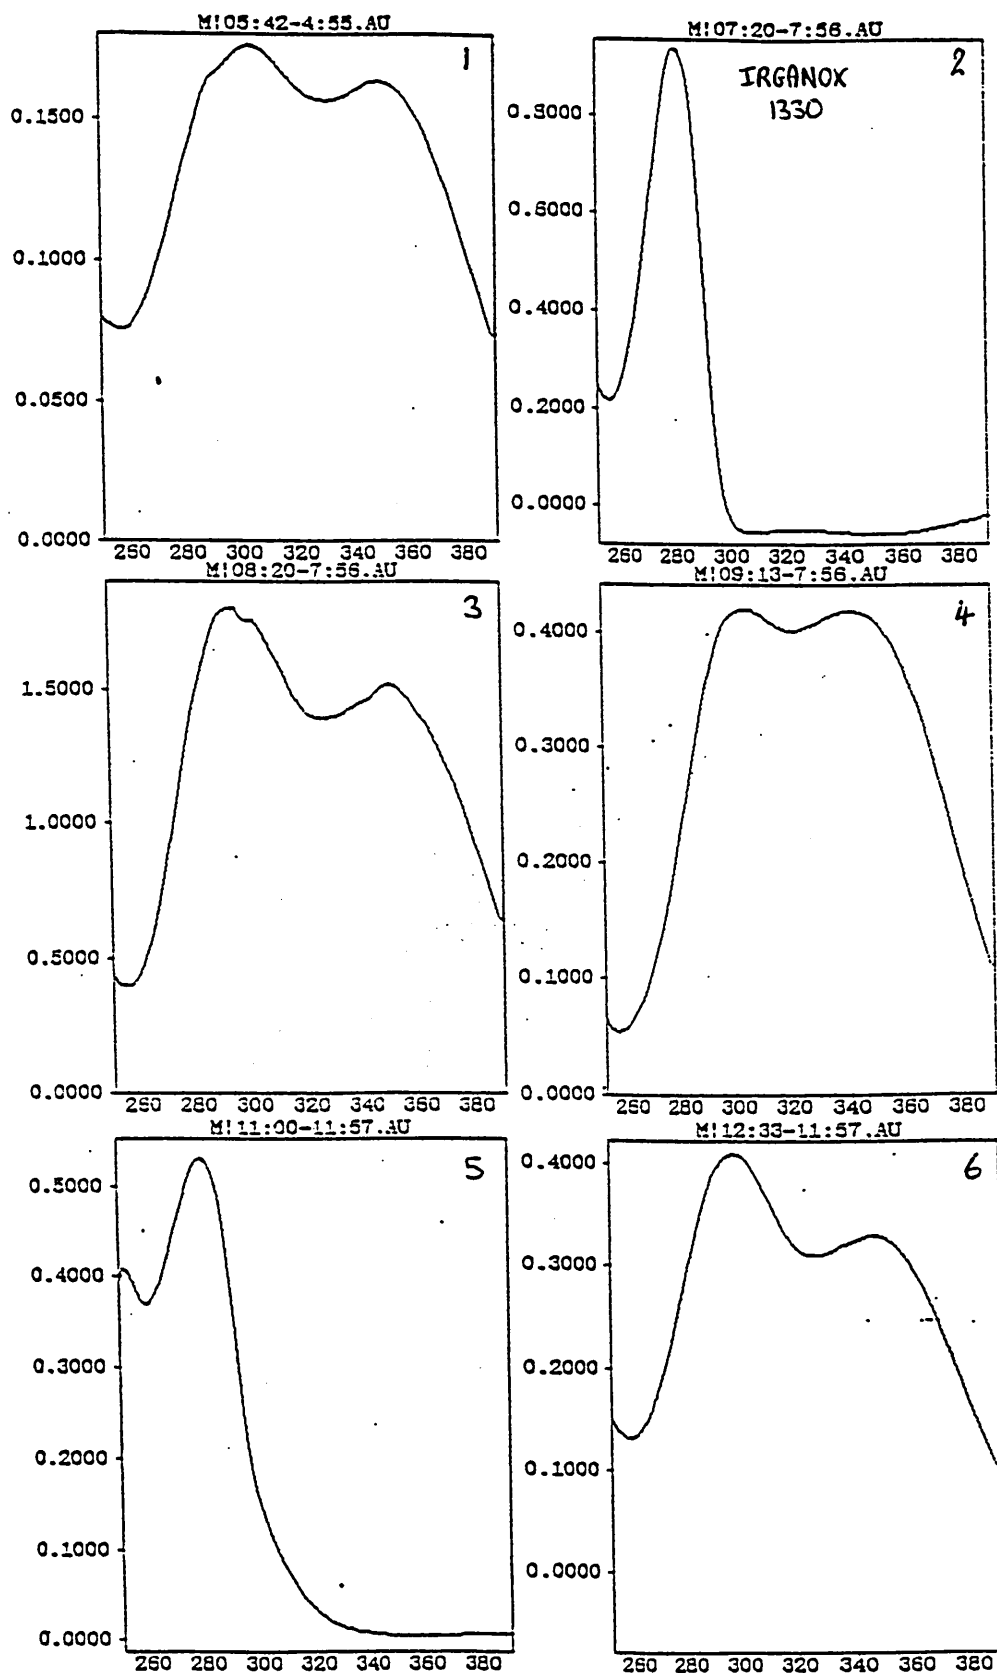 M!05:42-4:55.AU
1
0.1500
0.1000
0.0500
0.0000
260 280 300 320 340 360 380
M!07:20-7:56.AU
2
IRGANOX
1330
0.8000
0.6000
0.4000
0.2000
0.0000
260 280 300 320 340 360 380
M!08:20-7:56.AU
3
1.5000
1.0000
0.5000
0.0000
260 280 300 320 340 360 380
M!09:13-7:56.AU
4
0.4000
0.3000
0.2000
0.1000
0.0000
260 280 300 320 340 360 380
M!11:00-11:57.AU
5
0.5000
0.4000
0.3000
0.2000
0.1000
0.0000
260 280 300 320 340 360 380
M!12:33-11:57.AU
6
0.4000
0.3000
0.2000
0.1000
0.0000
260 280 300 320 340 360 380